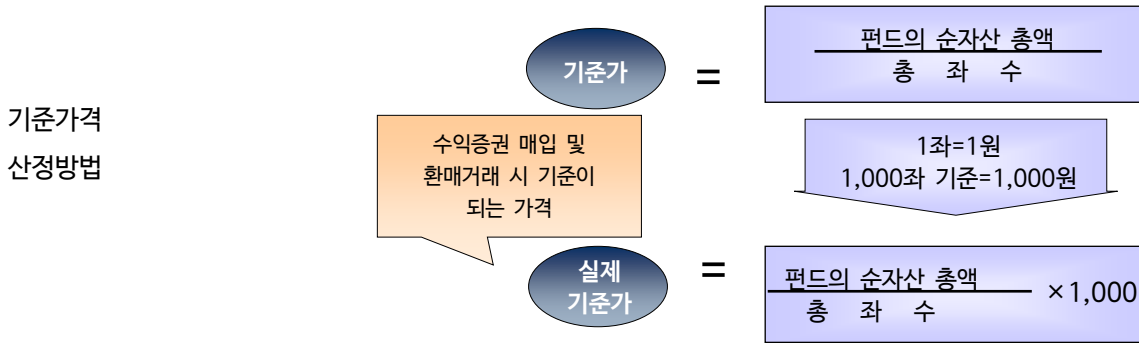 기준가격
산정방법
기준가
=
펀드의 순자산 총액
총 좌 수
수익증권 매입 및
환매거래 시 기준이
되는 가격
1좌=1원
1,000좌 기준=1,000원
실제
기준가
=
펀드의 순자산 총액
총 좌 수
×1,000